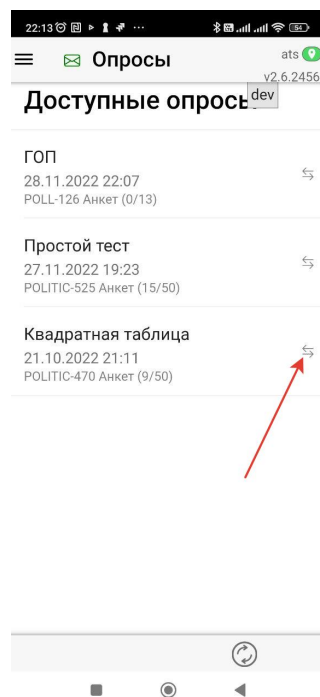 22:13
54
Опросы
ats
v2.6.2456
dev
Доступные опросы
ГОП
28.11.2022 22:07
POLL-126 Анкет (0/13)
Простой тест
27.11.2022 19:23
POLITIC-525 Анкет (15/50)
Квадратная таблица
21.10.2022 21:11
POLITIC-470 Анкет (9/50)